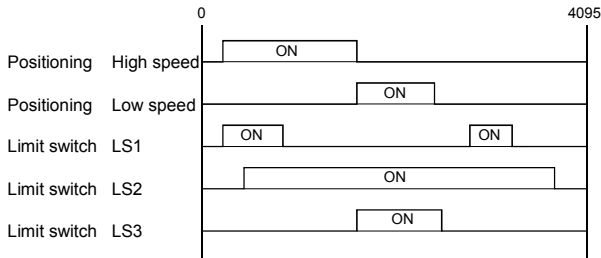 0 4095
Positioning High speed ON
Positioning Low speed ON
Limit switch LS1 ON ON
Limit switch LS2 ON
Limit switch LS3 ON